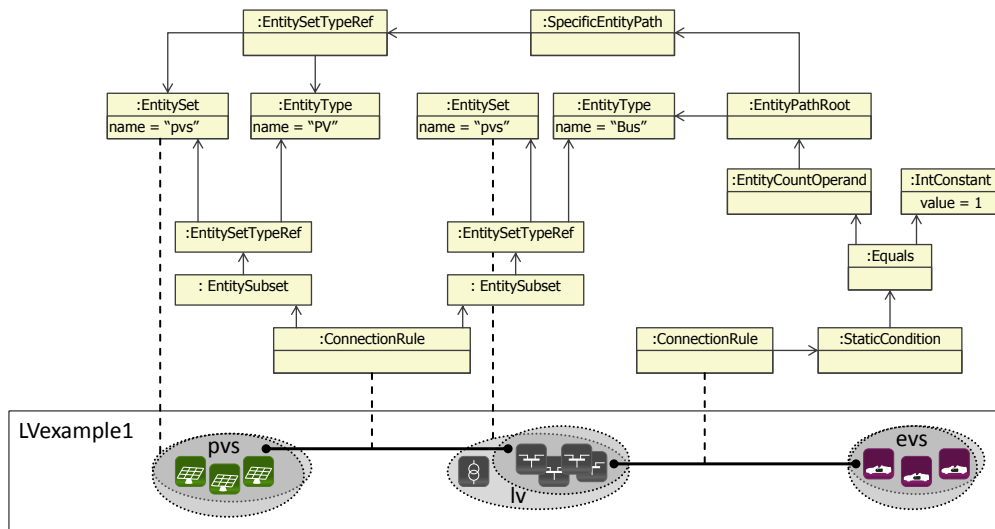 :EntitySetTypeRef
:SpecificEntityPath
:EntitySet
name = “pvs”
:EntityType
name = “PV”
:EntitySet
name = “pvs”
:EntityType
name = “Bus”
:EntityPathRoot
:EntityCountOperand
:IntConstant
value = 1
:EntitySetTypeRef
:EntitySetTypeRef
:Equals
: EntitySubset
: EntitySubset
:ConnectionRule
:ConnectionRule
:StaticCondition
LVexample1
pvs
evs
lv